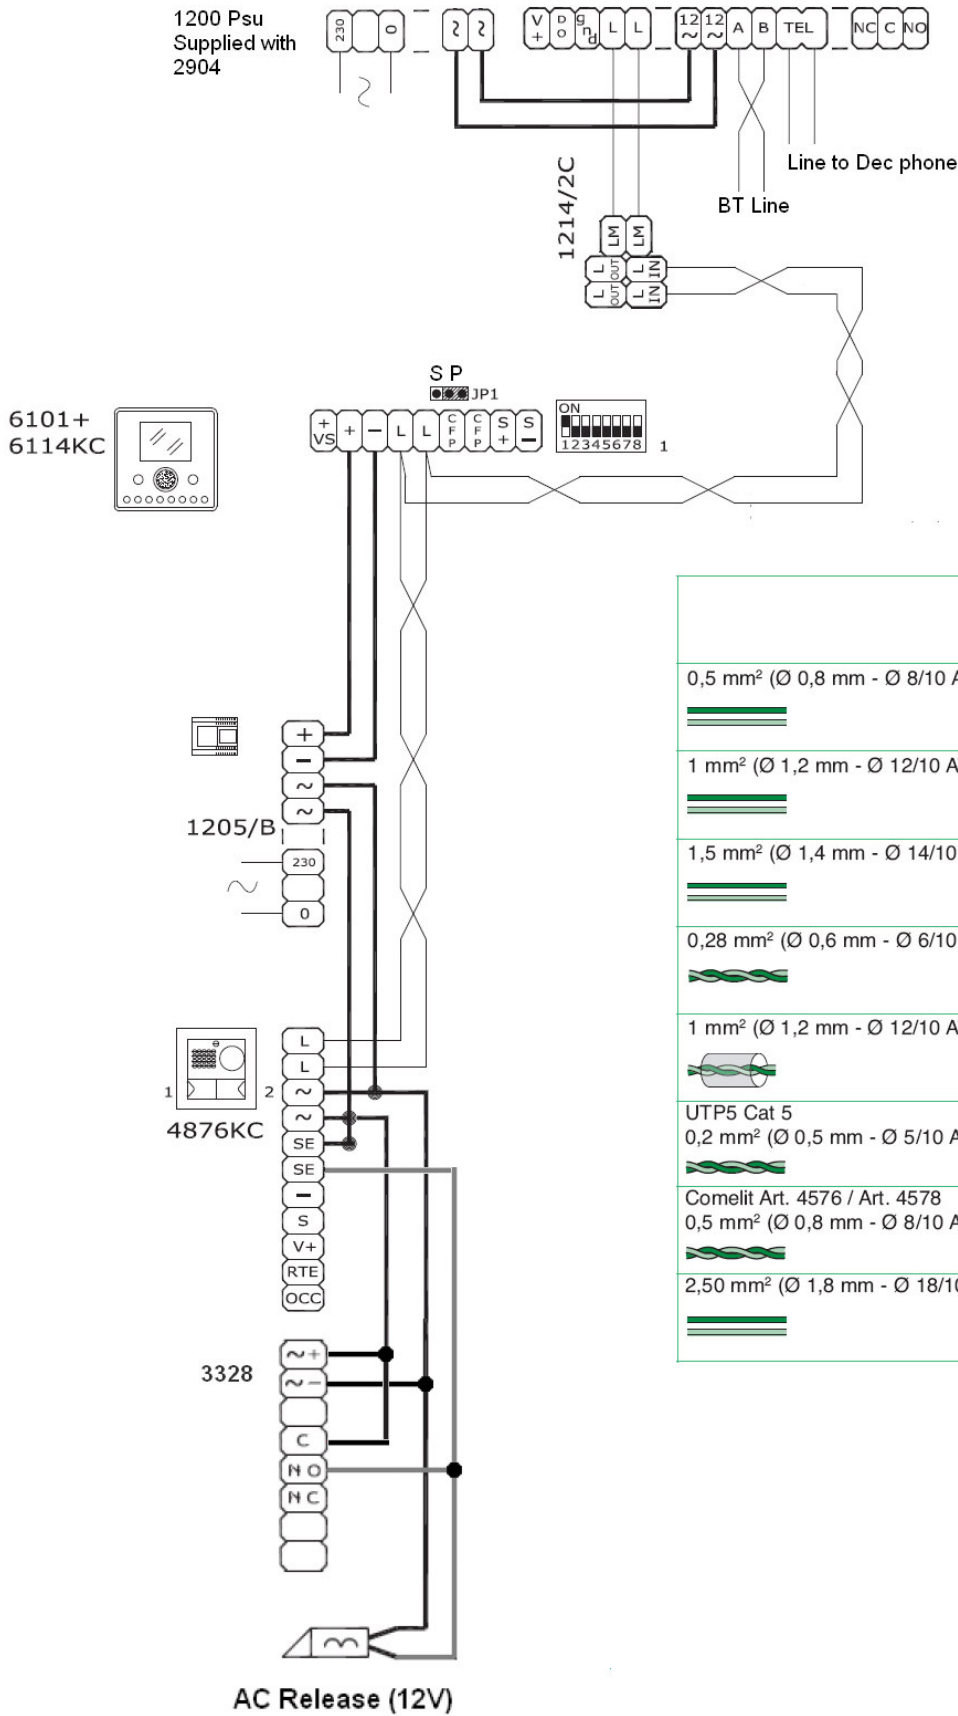 1200 Psu
Supplied with
2904
230
0
~ ~
V+ Do gnd L L
12~ 12~ A B TEL
NC C NO
Line to Dec phone
BT Line
1214/2C
LM LM
L OUT L IN
L OUT L IN
S P
JP1
6101+
6114KC
+VS + − L L CFP CFP S+ S−
ON
12345678
1
+
−
~
~
1205/B
230
0
~
0,5 mm² (Ø 0,8 mm - Ø 8/10 A
1 mm² (Ø 1,2 mm - Ø 12/10 A
1,5 mm² (Ø 1,4 mm - Ø 14/10
0,28 mm² (Ø 0,6 mm - Ø 6/10
1 mm² (Ø 1,2 mm - Ø 12/10 A
UTP5 Cat 5
0,2 mm² (Ø 0,5 mm - Ø 5/10 A
Comelit Art. 4576 / Art. 4578
0,5 mm² (Ø 0,8 mm - Ø 8/10 A
2,50 mm² (Ø 1,8 mm - Ø 18/10
1
2
4876KC
L
L
~
~
SE
SE
−
S
V+
RTE
OCC
3328
~+
~−
C
NO
NC
AC Release (12V)